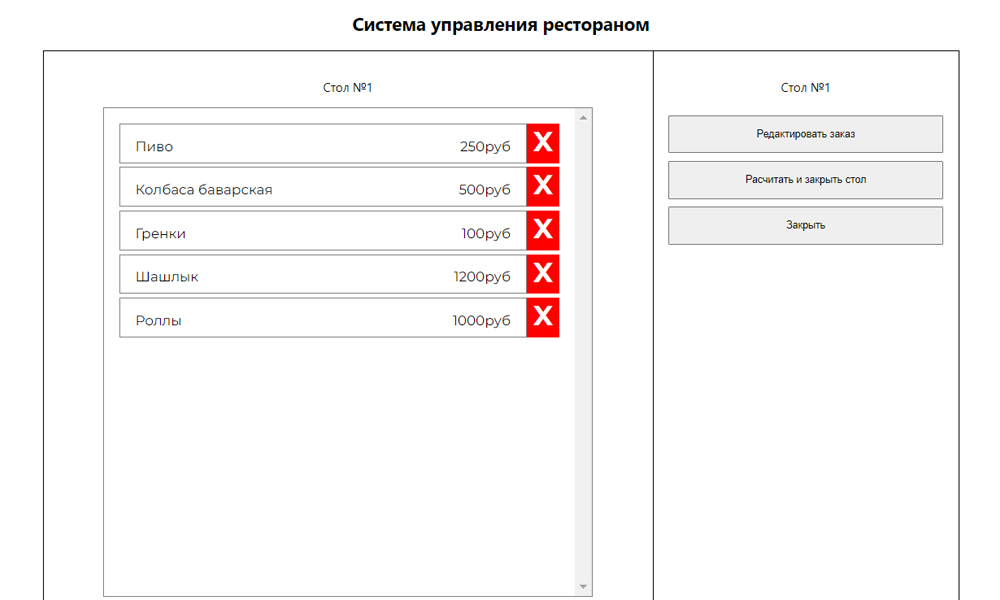 Система управления рестораном
Стол №1
Пиво 250руб X
Колбаса баварская 500руб X
Гренки 100руб X
Шашлык 1200руб X
Роллы 1000руб X
Стол №1
Редактировать заказ
Расчитать и закрыть стол
Закрыть